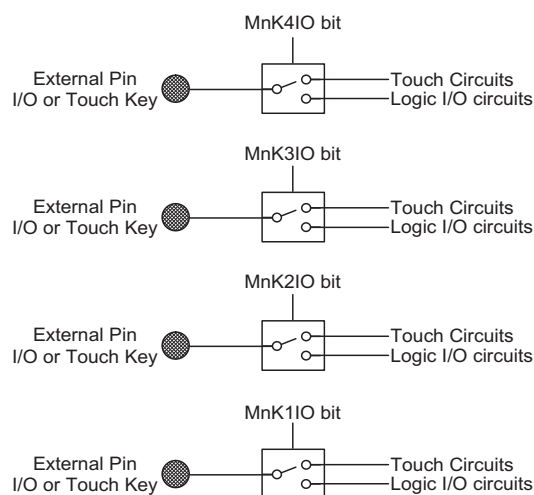 MnK4IO bit
External Pin
I/O or Touch Key
Touch Circuits
Logic I/O circuits
MnK3IO bit
External Pin
I/O or Touch Key
Touch Circuits
Logic I/O circuits
MnK2IO bit
External Pin
I/O or Touch Key
Touch Circuits
Logic I/O circuits
MnK1IO bit
External Pin
I/O or Touch Key
Touch Circuits
Logic I/O circuits